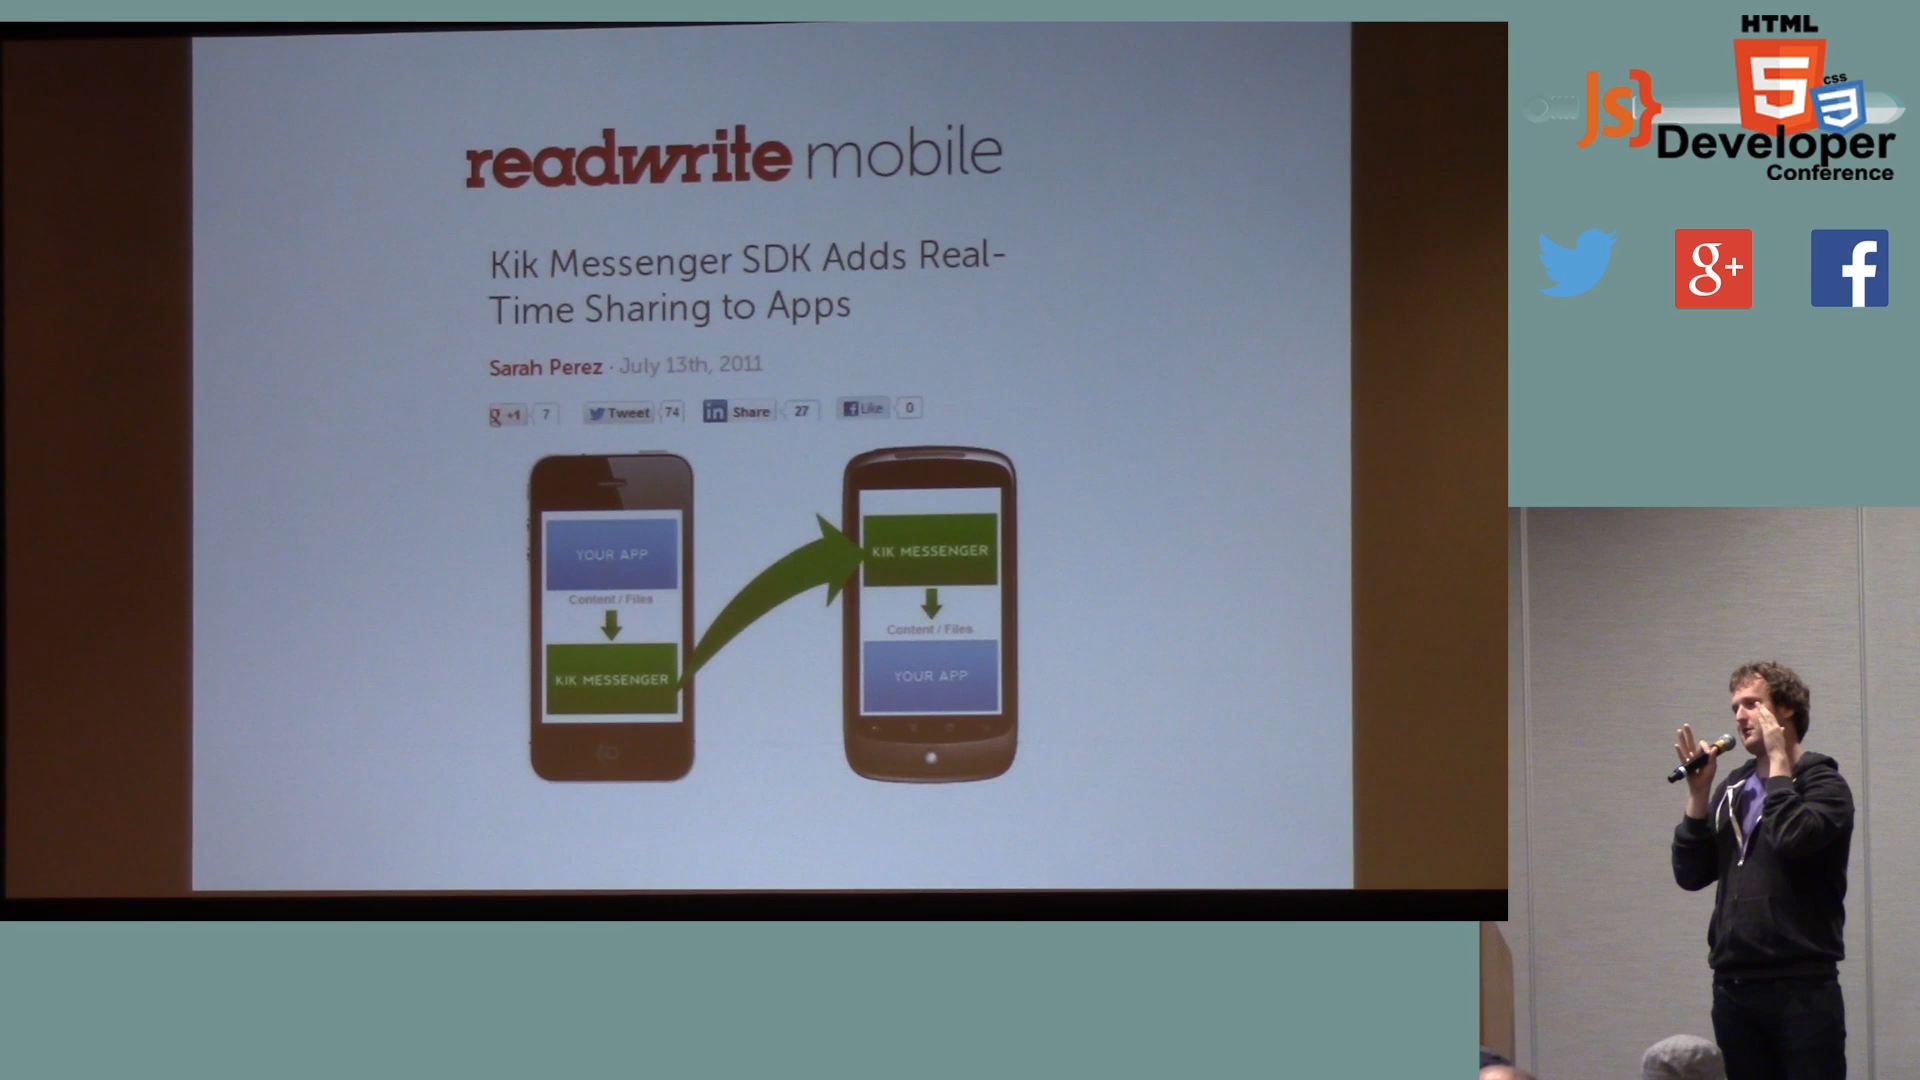 readwrite mobile
Kik Messenger SDK Adds Real-
Time Sharing to Apps
Sarah Perez · July 13th, 2011
g +1 7 Tweet 74 in Share 27 f Like 0
YOUR APP
Content / Files
KIK MESSENGER
KIK MESSENGER
Content / Files
YOUR APP
HTML
JS} 5 CSS 3
Developer
Conference
g+ f